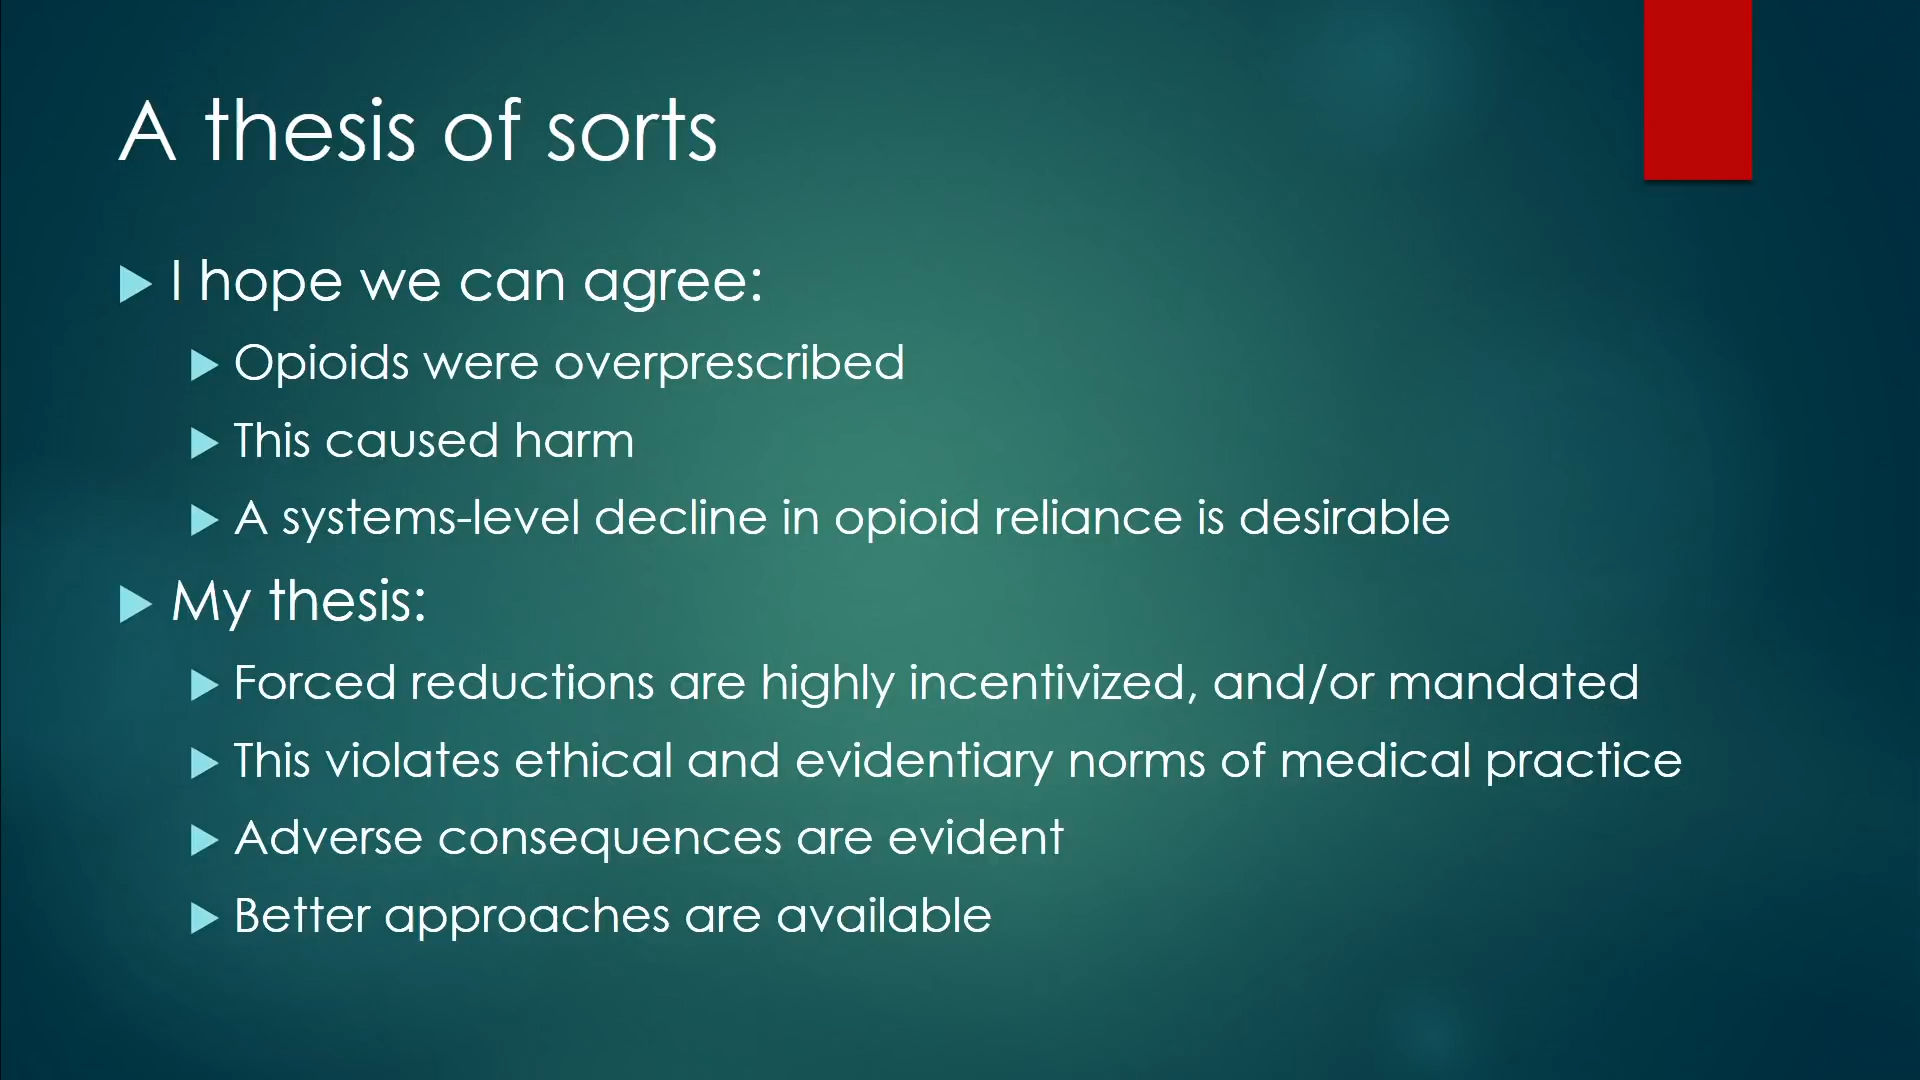 A thesis of sorts
I hope we can agree:
Opioids were overprescribed
This caused harm
A systems-level decline in opioid reliance is desirable
My thesis:
Forced reductions are highly incentivized, and/or mandated
This violates ethical and evidentiary norms of medical practice
Adverse consequences are evident
Better approaches are available